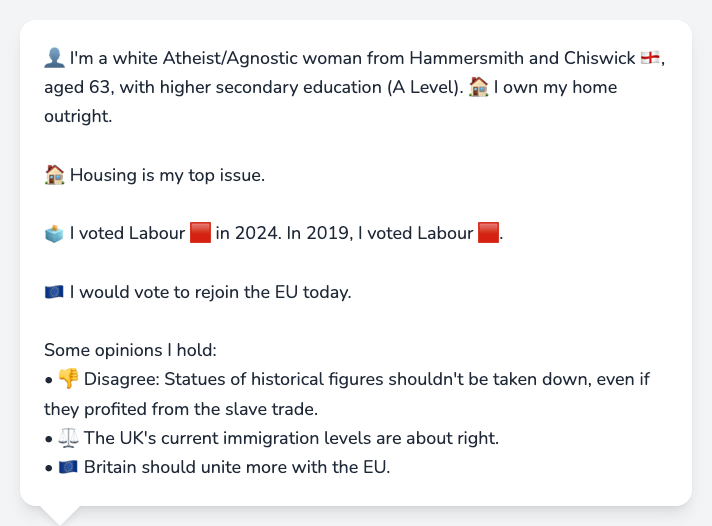 👤 I'm a white Atheist/Agnostic woman from Hammersmith and Chiswick 🏴󠁧󠁢󠁥󠁮󠁧󠁿,
aged 63, with higher secondary education (A Level). 🏠 I own my home
outright.
🏠 Housing is my top issue.
🗳️ I voted Labour 🟥 in 2024. In 2019, I voted Labour 🟥.
🇪🇺 I would vote to rejoin the EU today.
Some opinions I hold:
• 👎 Disagree: Statues of historical figures shouldn't be taken down, even if
they profited from the slave trade.
• ⚖️ The UK's current immigration levels are about right.
• 🇪🇺 Britain should unite more with the EU.